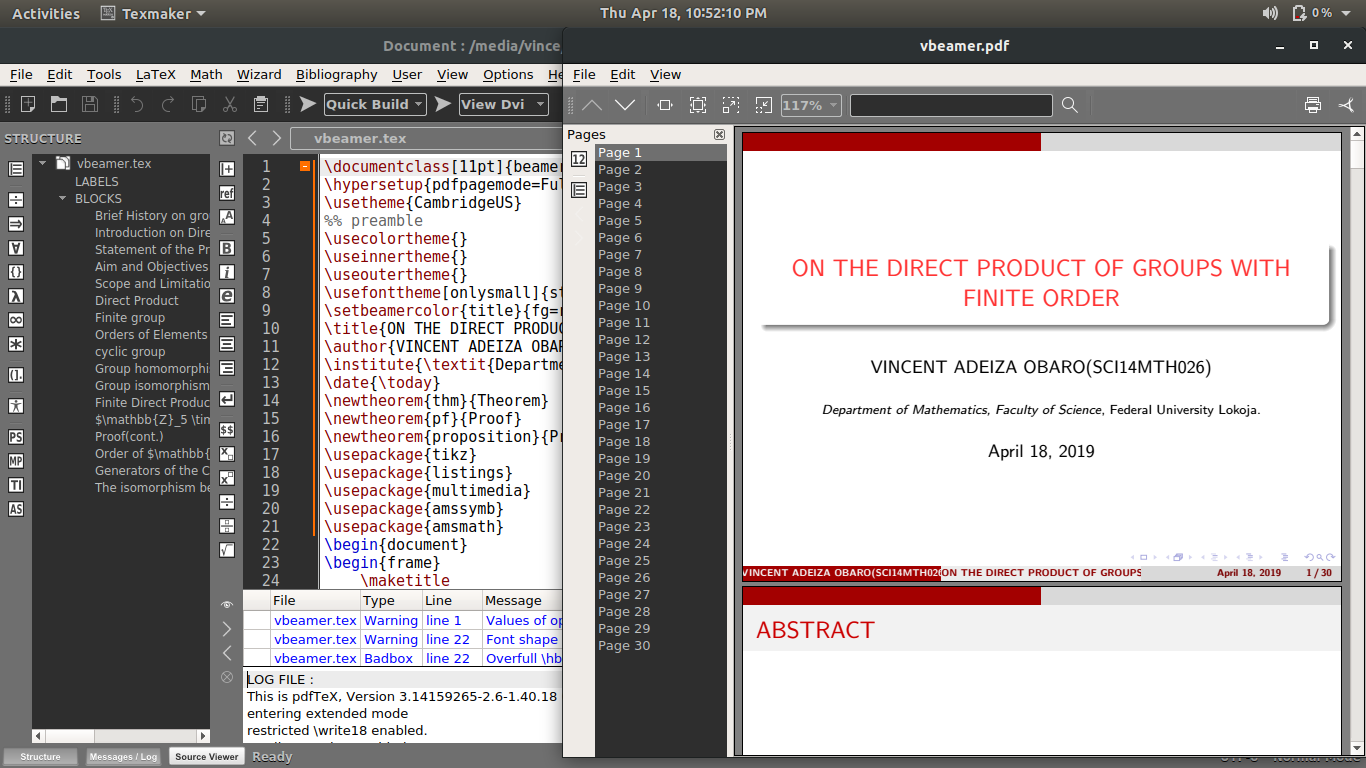 Activities Texmaker Thu Apr 18, 10:52:10 PM 0 %
Document : /media/vince,
vbeamer.pdf
File Edit Tools LaTeX Math Wizard Bibliography User View Options He
File Edit View
Quick Build View Dvi
117%
STRUCTURE
vbeamer.tex
vbeamer.tex
LABELS
BLOCKS
Brief History on gro
Introduction on Dire
Statement of the Pr
Aim and Objectives
Scope and Limitatio
Direct Product
Finite group
Orders of Elements
cyclic group
Group homomorphi
Group isomorphism
Finite Direct Produc
$\mathbb{Z}_5 \tin
Proof(cont.)
Order of $\mathbb{
Generators of the C
The isomorphism be
PS
MP
TI
AS
ref
$$
1 \documentclass[11pt]{beamer
2 \hypersetup{pdfpagemode=Ful
3 \usetheme{CambridgeUS}
4 %% preamble
5 \usecolortheme{}
6 \useinnertheme{}
7 \useoutertheme{}
8 \usefonttheme[onlysmall]{st
9 \setbeamercolor{title}{fg=r
10 \title{ON THE DIRECT PRODUC
11 \author{VINCENT ADEIZA OBAR
12 \institute{\textit{Departme
13 \date{\today}
14 \newtheorem{thm}{Theorem}
15 \newtheorem{pf}{Proof}
16 \newtheorem{proposition}{Pr
17 \usepackage{tikz}
18 \usepackage{listings}
19 \usepackage{multimedia}
20 \usepackage{amssymb}
21 \usepackage{amsmath}
22 \begin{document}
23 \begin{frame}
24 \maketitle
File Type Line Message
vbeamer.tex Warning line 1 Values of op
vbeamer.tex Warning line 22 Font shape
vbeamer.tex Badbox line 22 Overfull \hb
LOG FILE :
This is pdfTeX, Version 3.14159265-2.6-1.40.18
entering extended mode
restricted \write18 enabled.
Structure Messages / Log Source Viewer Ready
Pages
12
Page 1
Page 2
Page 3
Page 4
Page 5
Page 6
Page 7
Page 8
Page 9
Page 10
Page 11
Page 12
Page 13
Page 14
Page 15
Page 16
Page 17
Page 18
Page 19
Page 20
Page 21
Page 22
Page 23
Page 24
Page 25
Page 26
Page 27
Page 28
Page 29
Page 30
ON THE DIRECT PRODUCT OF GROUPS WITH
FINITE ORDER
VINCENT ADEIZA OBARO(SCI14MTH026)
Department of Mathematics, Faculty of Science, Federal University Lokoja.
April 18, 2019
VINCENT ADEIZA OBARO(SCI14MTH026 ON THE DIRECT PRODUCT OF GROUPS April 18, 2019 1 / 30
ABSTRACT